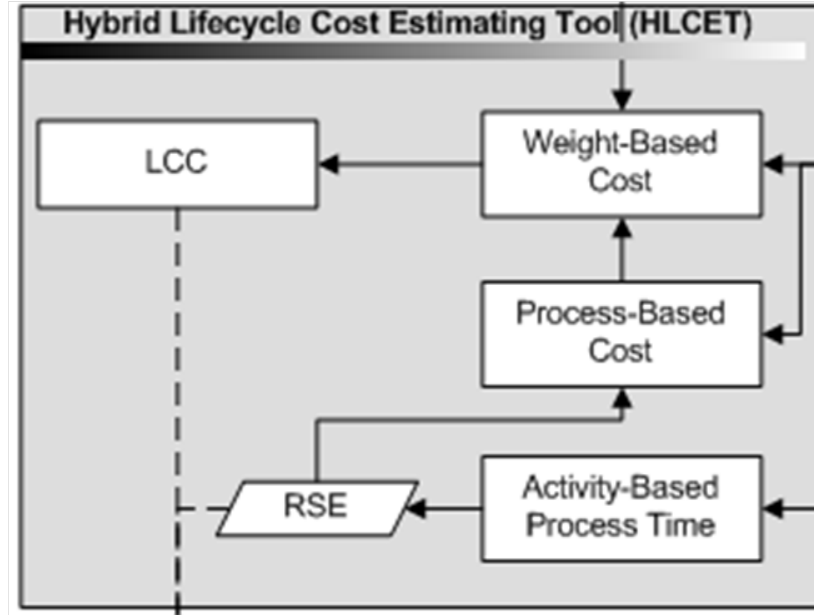 Hybrid Lifecycle Cost Estimating Tool (HLCET)
LCC
Weight-Based
Cost
Process-Based
Cost
RSE
Activity-Based
Process Time